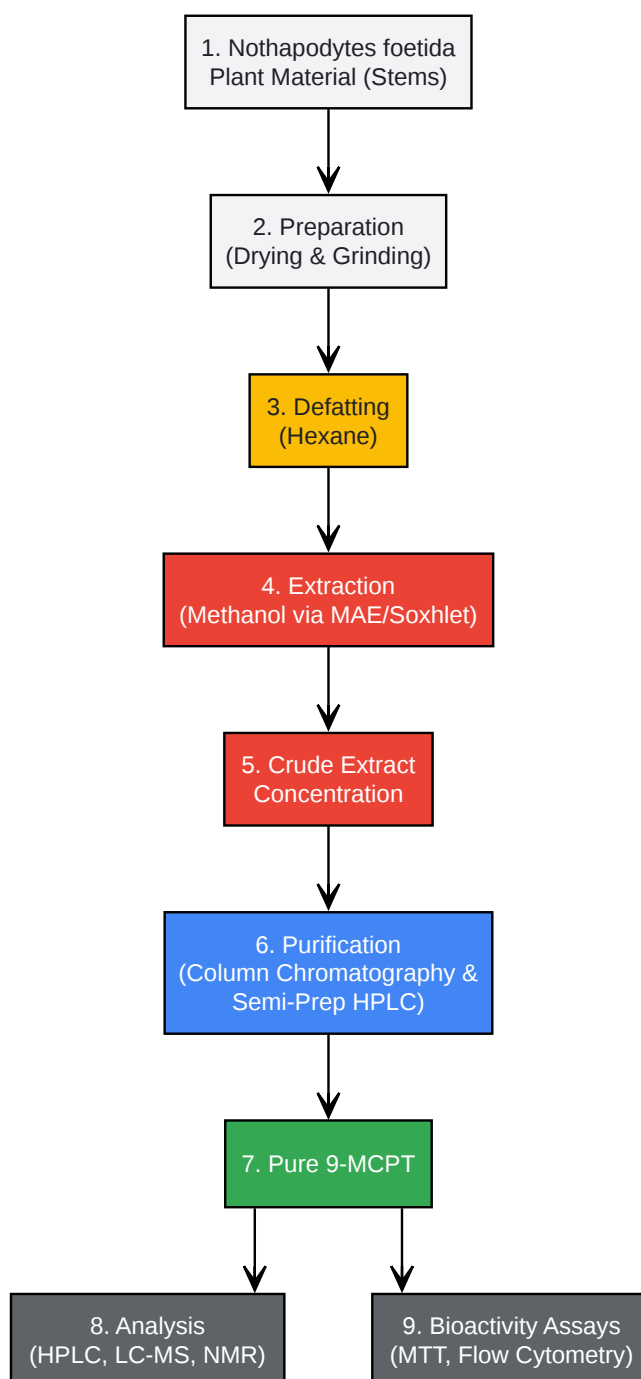 1. Nothapodytes foetida
Plant Material (Stems)
2. Preparation
(Drying & Grinding)
3. Defatting
(Hexane)
4. Extraction
(Methanol via MAE/Soxhlet)
5. Crude Extract
Concentration
6. Purification
(Column Chromatography &
Semi-Prep HPLC)
7. Pure 9-MCPT
8. Analysis
(HPLC, LC-MS, NMR)
9. Bioactivity Assays
(MTT, Flow Cytometry)